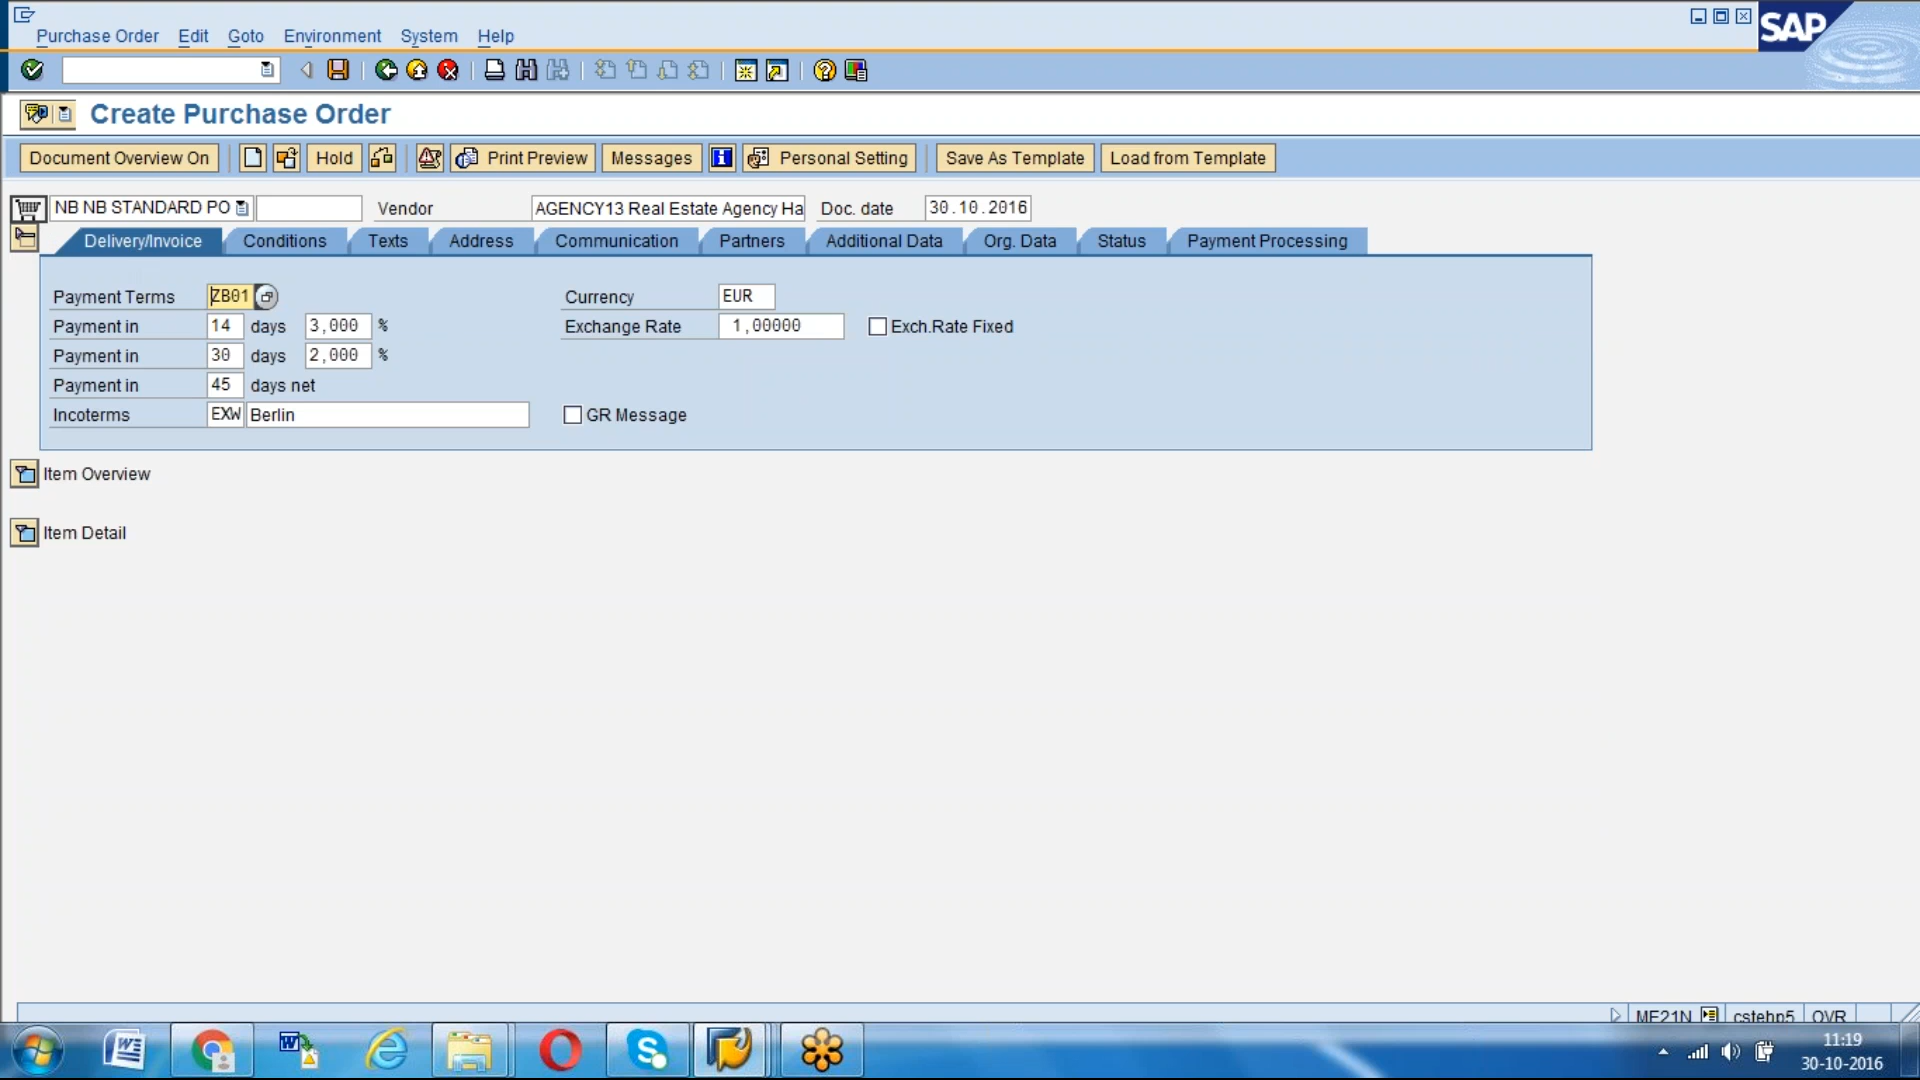 Purchase Order Edit Goto Environment System Help
SAP
Create Purchase Order
Document Overview On Hold Print Preview Messages Personal Setting Save As Template Load from Template
NB NB STANDARD PO Vendor AGENCY13 Real Estate Agency Ha Doc. date 30.10.2016
Delivery/Invoice Conditions Texts Address Communication Partners Additional Data Org. Data Status Payment Processing
Payment Terms ZB01 Currency EUR
Payment in 14 days 3,000 % Exchange Rate 1,00000 Exch.Rate Fixed
Payment in 30 days 2,000 %
Payment in 45 days net
Incoterms EXW Berlin GR Message
Item Overview
Item Detail
ME21N cstehp5 OVR
11:19
30-10-2016